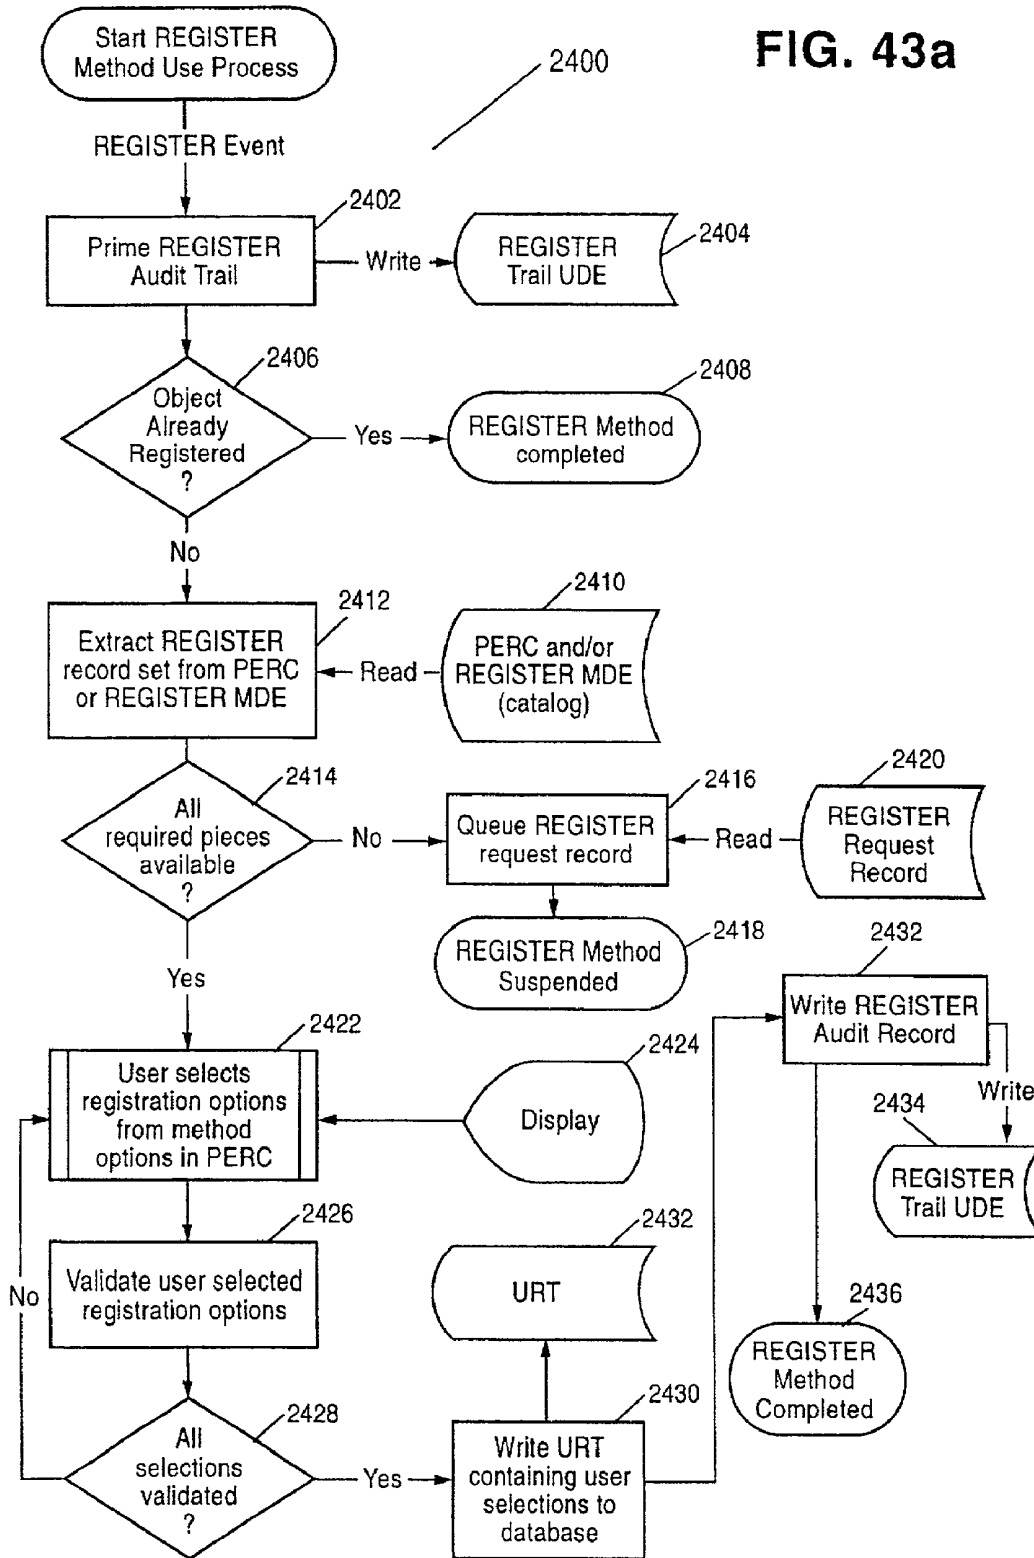 FIG. 43a
Start REGISTER
Method Use Process
2400
REGISTER Event
2402
Prime REGISTER
Audit Trail
Write
2404
REGISTER
Trail UDE
2406
Object
Already
Registered
?
Yes
2408
REGISTER Method
completed
No
2412
Extract REGISTER
record set from PERC
or REGISTER MDE
Read
2410
PERC and/or
REGISTER MDE
(catalog)
2414
All
required pieces
available
?
No
2416
Queue REGISTER
request record
Read
2420
REGISTER
Request
Record
2418
REGISTER Method
Suspended
Yes
2422
User selects
registration options
from method
options in PERC
2424
Display
2426
Validate user selected
registration options
No
2428
All
selections
validated
?
Yes
2430
Write URT
containing user
selections to
database
2432
URT
2432
Write REGISTER
Audit Record
Write
2434
REGISTER
Trail UDE
2436
REGISTER
Method
Completed